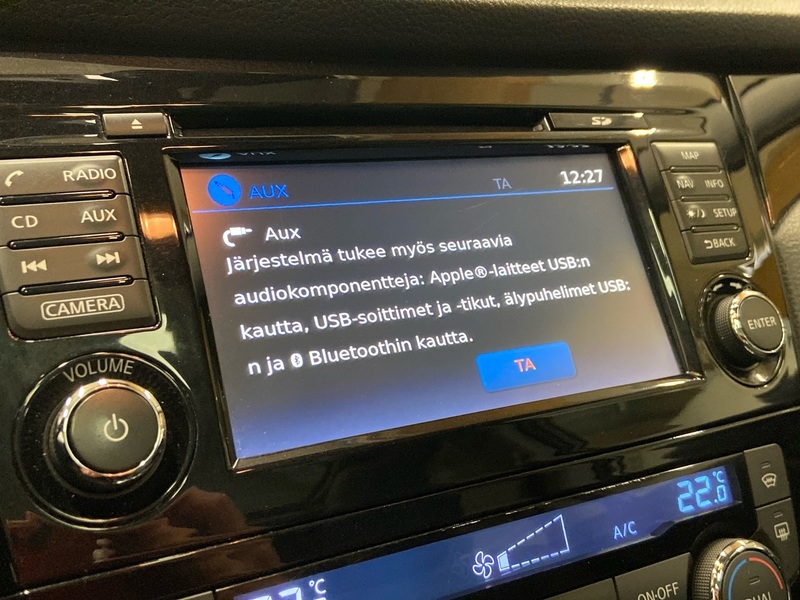 SD
RADIO
CD AUX
CAMERA
VOLUME
MAP
NAV INFO
SETUP
BACK
ENTER
AUX TA 12:27
Aux
Järjestelmä tukee myös seuraavia
audiokomponentteja: Apple®-laitteet USB:n
kautta, USB-soittimet ja -tikut, älypuhelimet USB:
n ja Bluetoothin kautta.
TA
22.0 °C
A/C
°C
ON·OFF